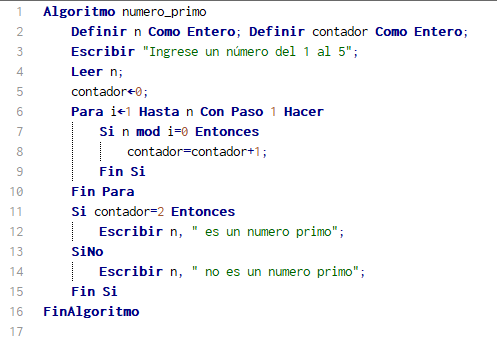 1 Algoritmo numero_primo
2 Definir n Como Entero; Definir contador Como Entero;
3 Escribir "Ingrese un número del 1 al 5";
4 Leer n;
5 contador←0;
6 Para i←1 Hasta n Con Paso 1 Hacer
7 Si n mod i=0 Entonces
8 contador=contador+1;
9 Fin Si
10 Fin Para
11 Si contador=2 Entonces
12 Escribir n, " es un numero primo";
13 SiNo
14 Escribir n, " no es un numero primo";
15 Fin Si
16 FinAlgoritmo
17